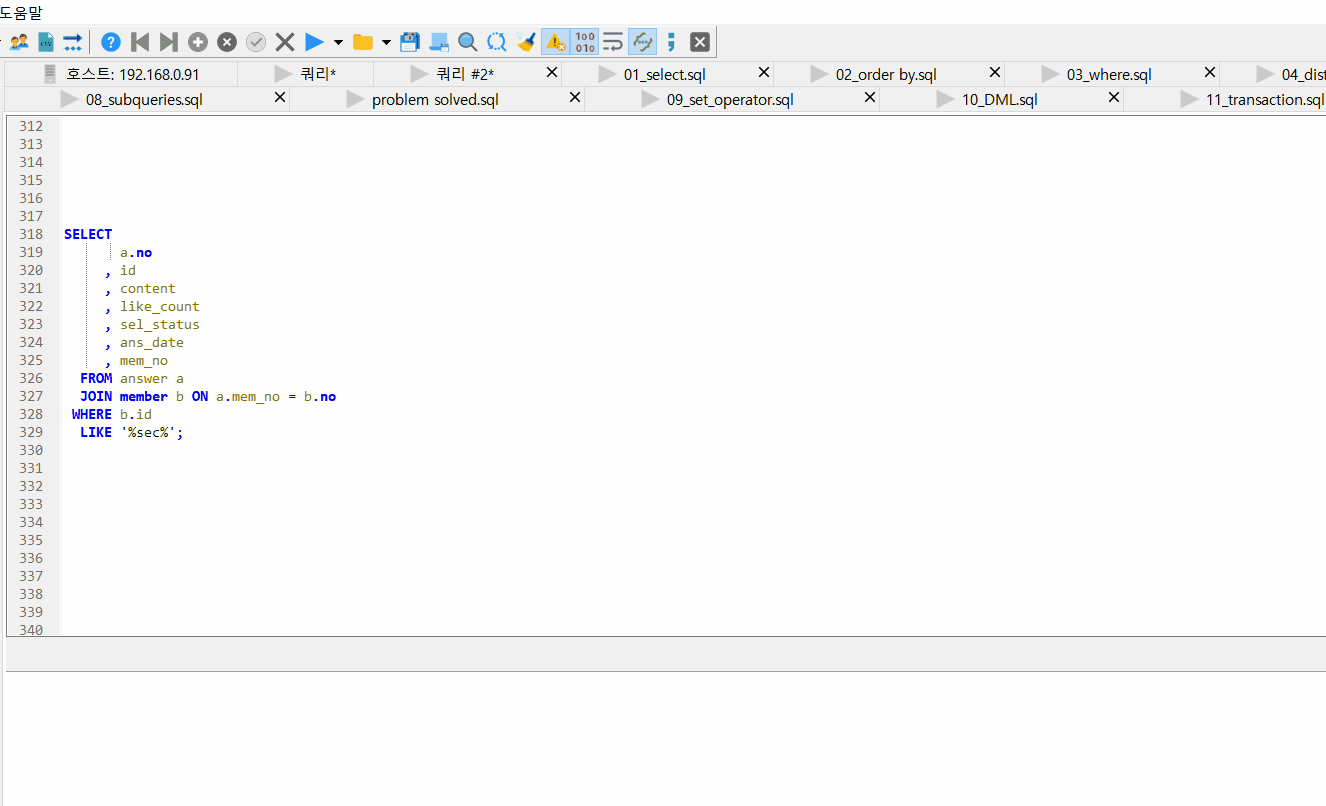 도움말
호스트: 192.168.0.91 쿼리* 쿼리 #2* 01_select.sql 02_order by.sql 03_where.sql 04_dist
08_subqueries.sql problem solved.sql 09_set_operator.sql 10_DML.sql 11_transaction.sql
312
313
314
315
316
317
318 SELECT
319 a.no
320 , id
321 , content
322 , like_count
323 , sel_status
324 , ans_date
325 , mem_no
326 FROM answer a
327 JOIN member b ON a.mem_no = b.no
328 WHERE b.id
329 LIKE '%sec%';
330
331
332
333
334
335
336
337
338
339
340